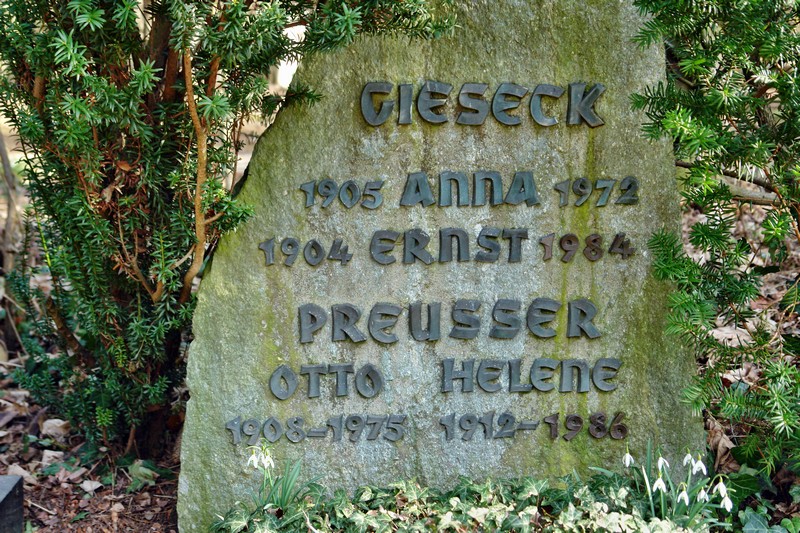 GIESECK
1905 ANNA 1972
1904 ERNST 1984
PREUSSER
OTTO HELENE
1908-1975 1912-1986